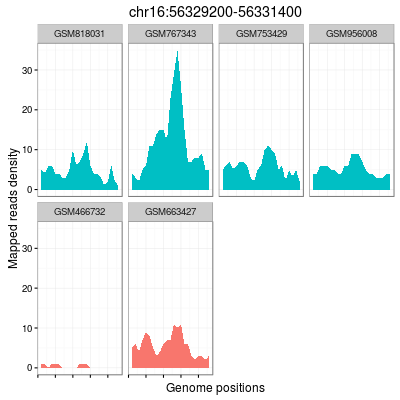 chr16:56329200-56331400
GSM818031 GSM767343 GSM753429 GSM956008
30
20
10
0
GSM466732 GSM663427
30
20
10
0
Mapped reads density
Genome positions